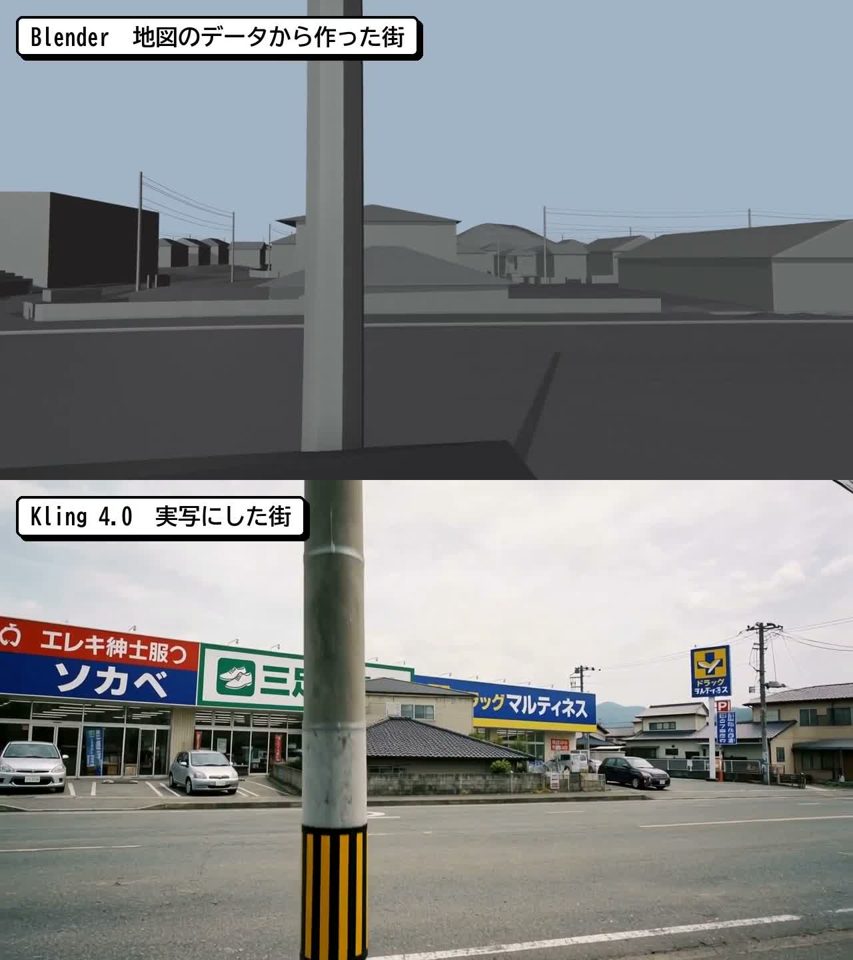 Blender 地図のデータから作った街
Kling 4.0 実写にした街
エレキ紳士服つ
ソカベ
三
ッグ マルティネス
ドラッグ
マルティネス
P